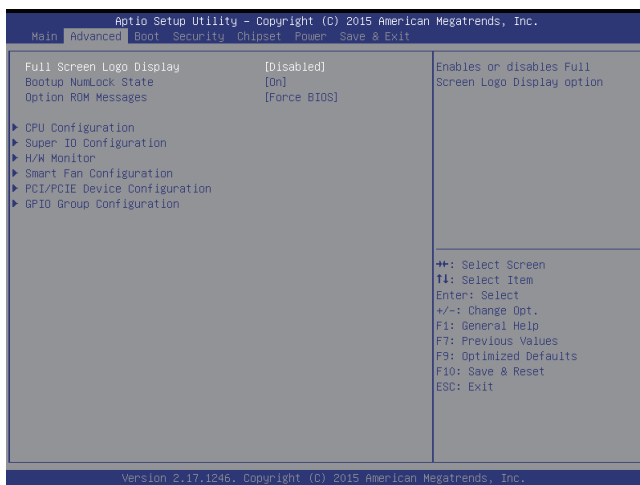 Aptio Setup Utility – Copyright (C) 2015 American Megatrends, Inc.
Main Advanced Boot Security Chipset Power Save & Exit
Full Screen Logo Display [Disabled]
Bootup NumLock State [On]
Option ROM Messages [Force BIOS]
▶ CPU Configuration
▶ Super IO Configuration
▶ H/W Monitor
▶ Smart Fan Configuration
▶ PCI/PCIE Device Configuration
▶ GPIO Group Configuration
Enables or disables Full
Screen Logo Display option
→←: Select Screen
↑↓: Select Item
Enter: Select
+/-: Change Opt.
F1: General Help
F7: Previous Values
F9: Optimized Defaults
F10: Save & Reset
ESC: Exit
Version 2.17.1246. Copyright (C) 2015 American Megatrends, Inc.